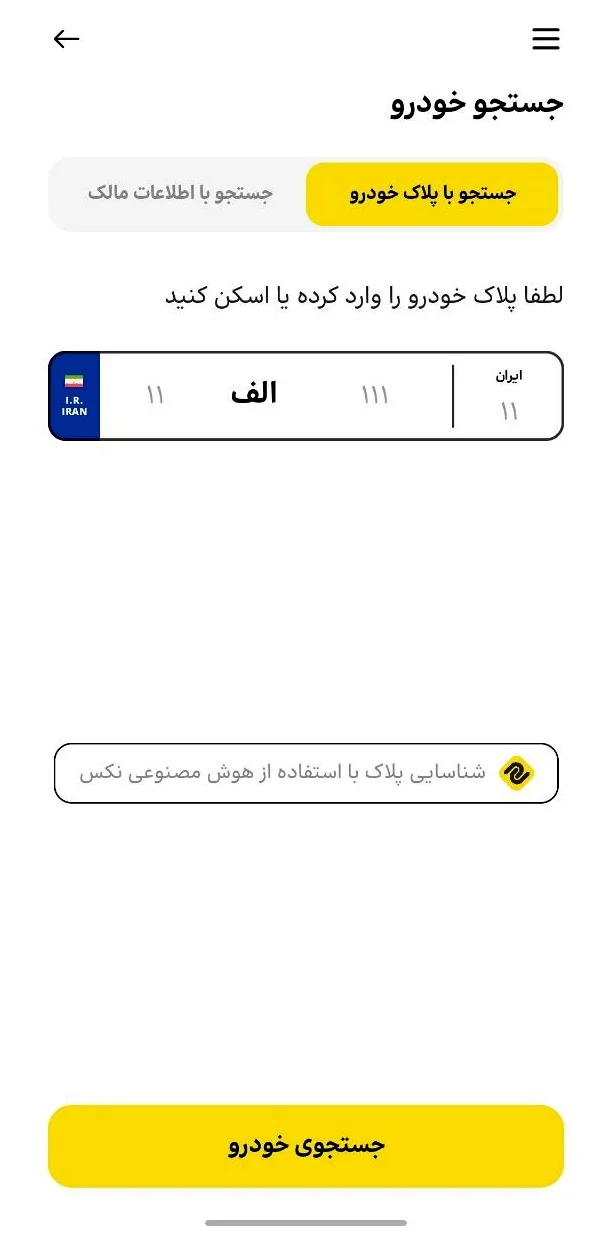 جستجو خودرو
جستجو با پلاک خودرو
جستجو با اطلاعات مالک
لطفا پلاک خودرو را وارد کرده یا اسکن کنید
I.R.
IRAN
۱۱ الف ۱۱۱
ایران
۱۱
شناسایی پلاک با استفاده از هوش مصنوعی نکس
جستجوی خودرو